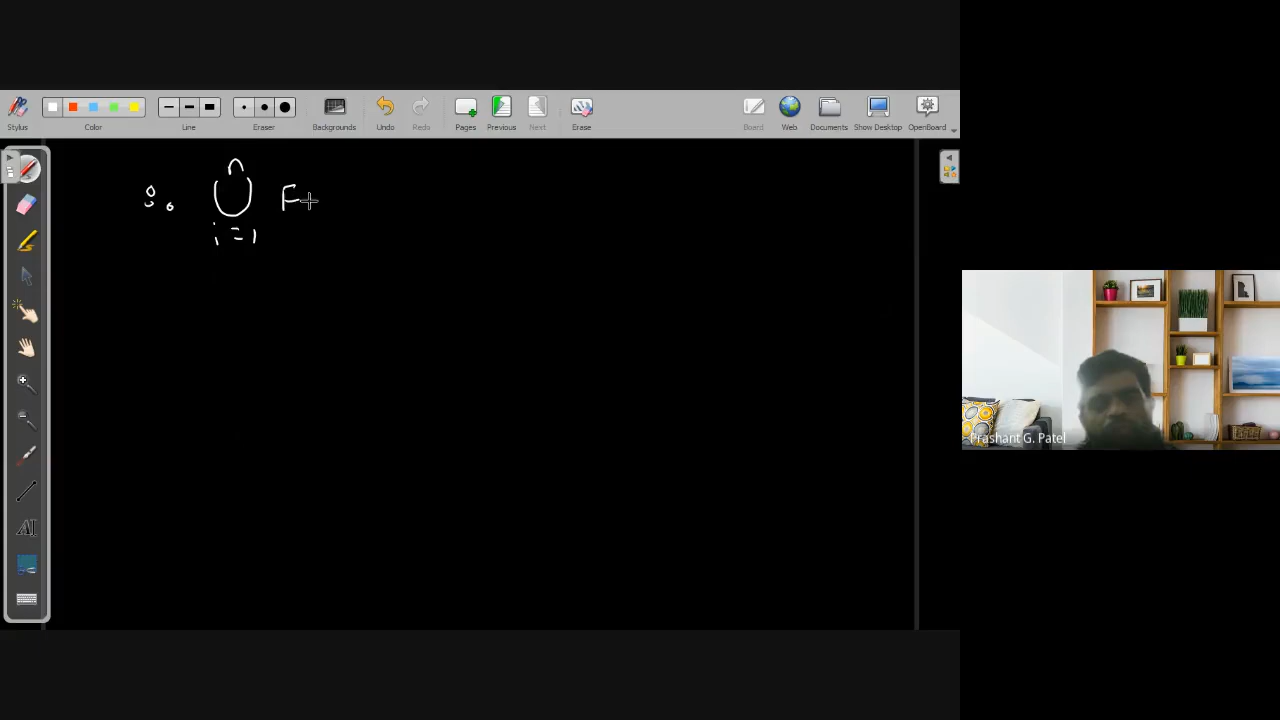 Stylus Color Line Eraser Backgrounds Undo Redo Pages Previous Next Erase Board Web Documents Show Desktop OpenBoard
∴ n
∪ F
i = 1
Prashant G. Patel